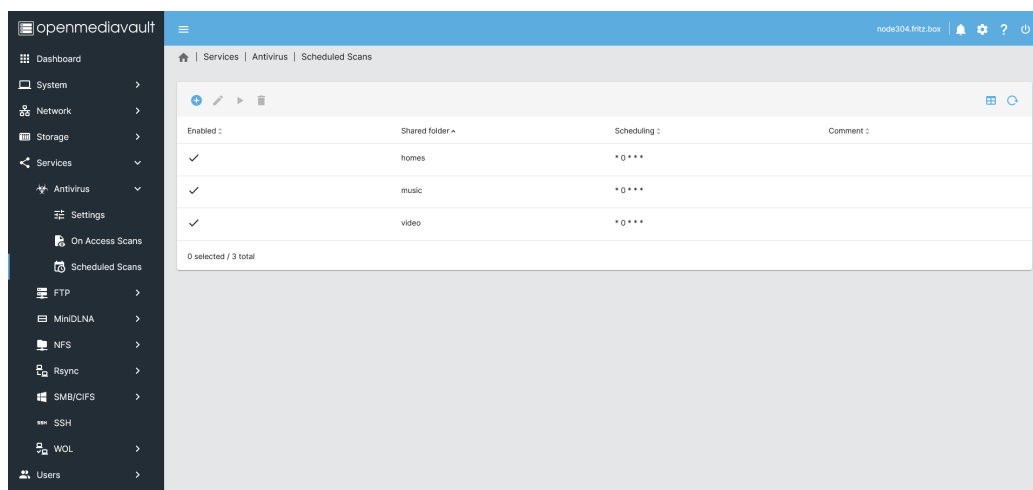 openmediavault
node304.fritz.box
Dashboard
System
Network
Storage
Services
Antivirus
Settings
On Access Scans
Scheduled Scans
FTP
MiniDLNA
NFS
Rsync
SMB/CIFS
SSH SSH
WOL
Users
| Services | Antivirus | Scheduled Scans
Enabled Shared folder Scheduling Comment
homes * 0 * * *
music * 0 * * *
video * 0 * * *
0 selected / 3 total